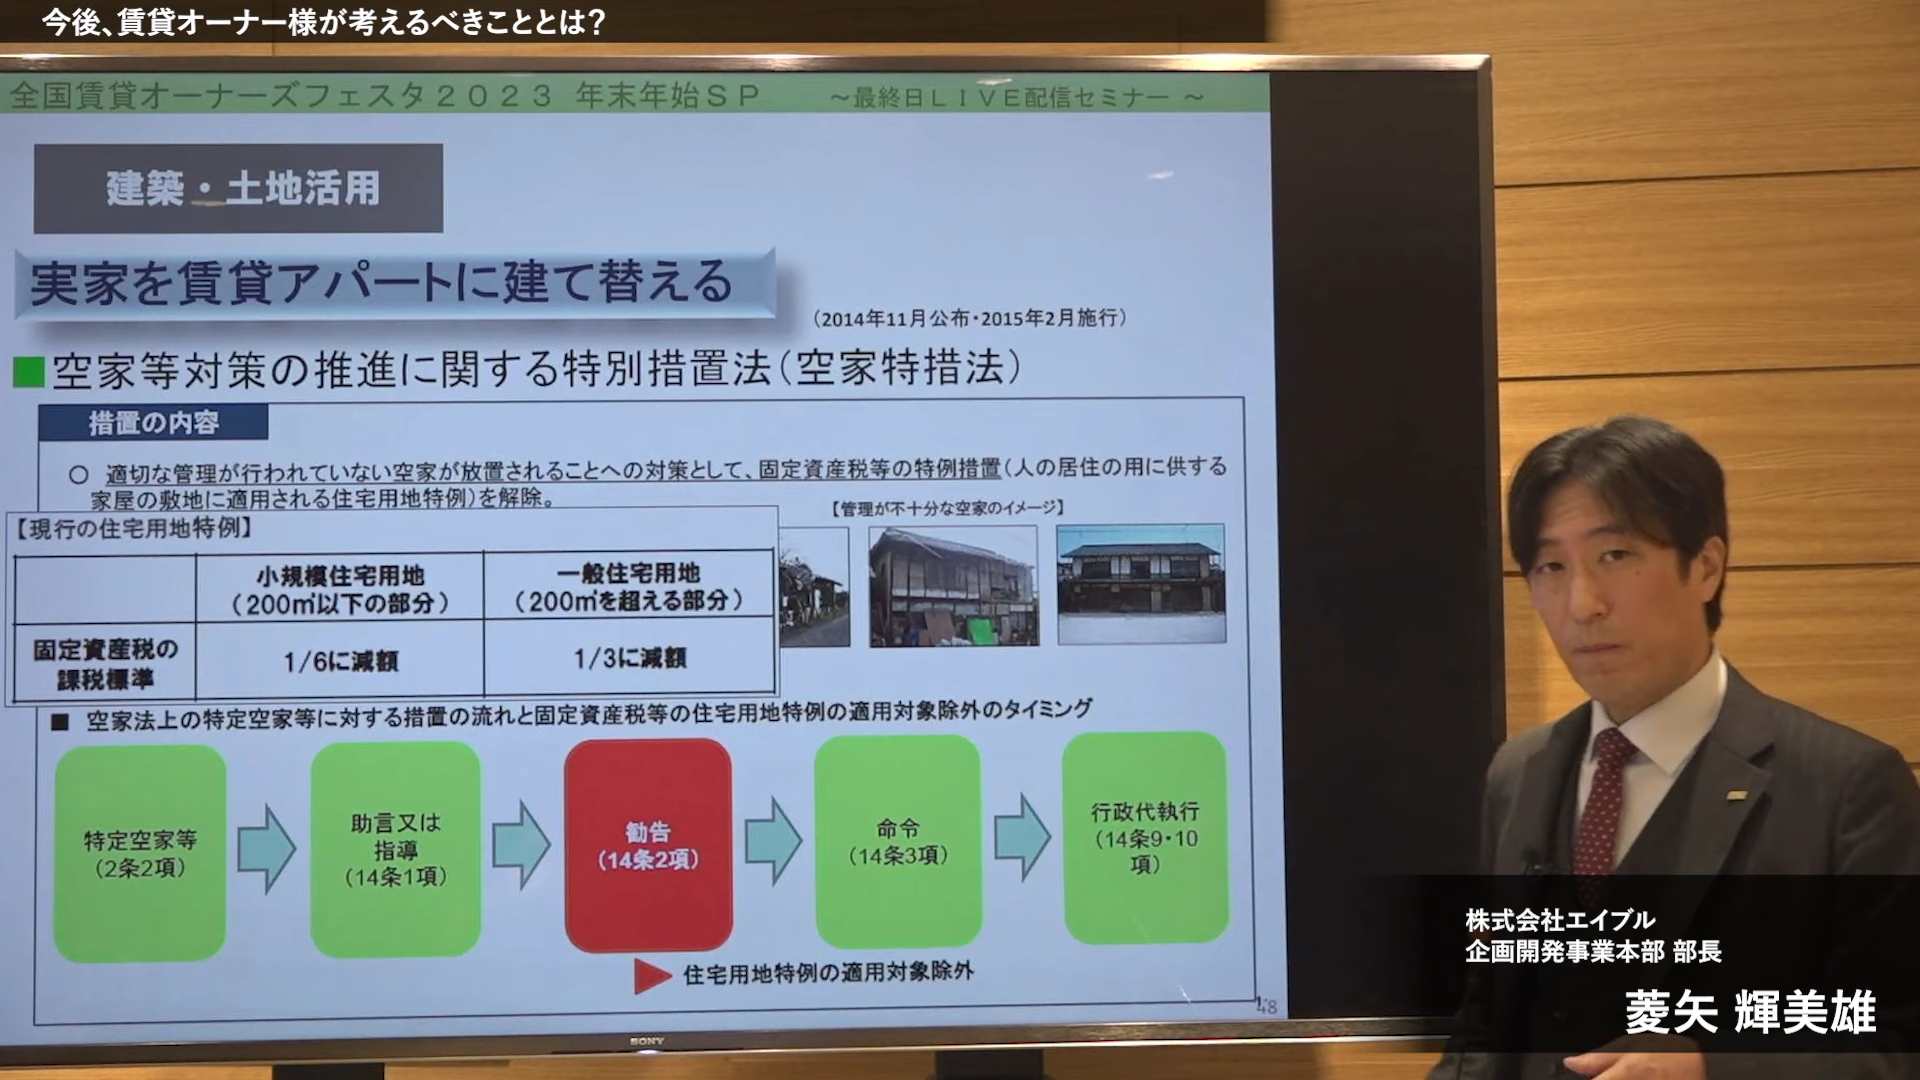 今後、賃貸オーナー様が考えるべきこととは？
全国賃貸オーナーズフェスタ２０２３ 年末年始ＳＰ ～最終日ＬＩＶＥ配信セミナー ～
建築・土地活用
実家を賃貸アパートに建て替える
（2014年11月公布・2015年2月施行）
■空家等対策の推進に関する特別措置法（空家特措法）
措置の内容
○ 適切な管理が行われていない空家が放置されることへの対策として、固定資産税等の特例措置（人の居住の用に供する
家屋の敷地に適用される住宅用地特例）を解除。
【現行の住宅用地特例】
【管理が不十分な空家のイメージ】
小規模住宅用地
（200㎡以下の部分）
一般住宅用地
（200㎡を超える部分）
固定資産税の
課税標準
1/6に減額
1/3に減額
■ 空家法上の特定空家等に対する措置の流れと固定資産税等の住宅用地特例の適用対象除外のタイミング
特定空家等
（2条2項）
助言又は
指導
（14条1項）
勧告
（14条2項）
命令
（14条3項）
行政代執行
（14条9・10
項）
住宅用地特例の適用対象除外
48
SONY
株式会社エイブル
企画開発事業本部 部長
菱矢 輝美雄